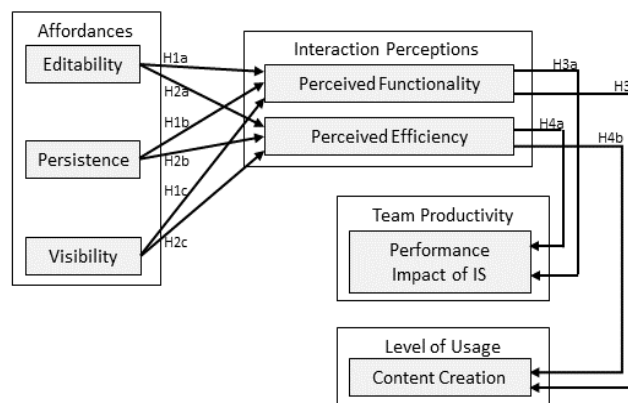 Affordances
Editability
Persistence
Visibility
H1a
H2a
H1b
H2b
H1c
H2c
Interaction Perceptions
Perceived Functionality
Perceived Efficiency
H3a
H3
H4a
H4b
Team Productivity
Performance
Impact of IS
Level of Usage
Content Creation